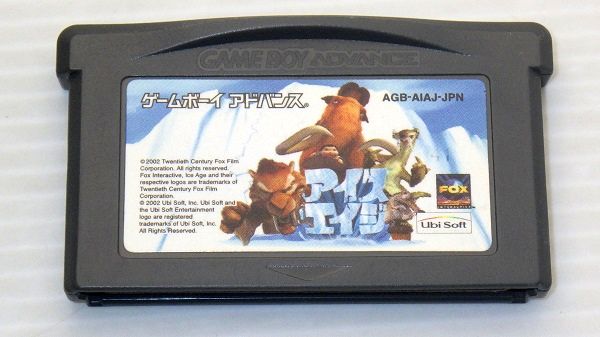 GAME BOY ADVANCE
ゲームボーイ アドバンス®
AGB-AIAJ-JPN
©2002 Twentieth Century Fox Film
Corporation. All rights reserved.
Fox Interactive, Ice Age and their
respective logos are trademarks of
Twentieth Century Fox Film
Corporation.
© 2002 Ubi Soft, Inc. Ubi Soft and
the Ubi Soft Entertainment
logo are registered
trademarks of Ubi Soft, Inc.
All Rights Reserved.
アイス
エイジ
FOX
INTERACTIVE
Ubi Soft